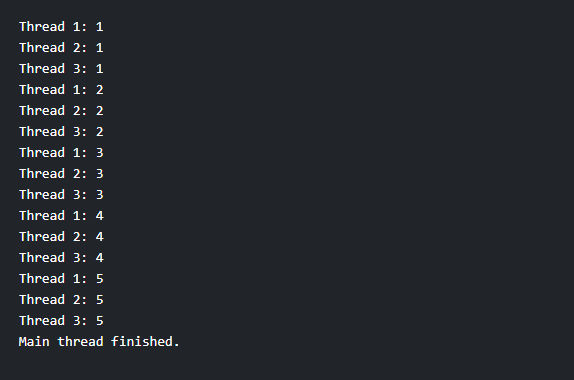 Thread 1: 1
Thread 2: 1
Thread 3: 1
Thread 1: 2
Thread 2: 2
Thread 3: 2
Thread 1: 3
Thread 2: 3
Thread 3: 3
Thread 1: 4
Thread 2: 4
Thread 3: 4
Thread 1: 5
Thread 2: 5
Thread 3: 5
Main thread finished.